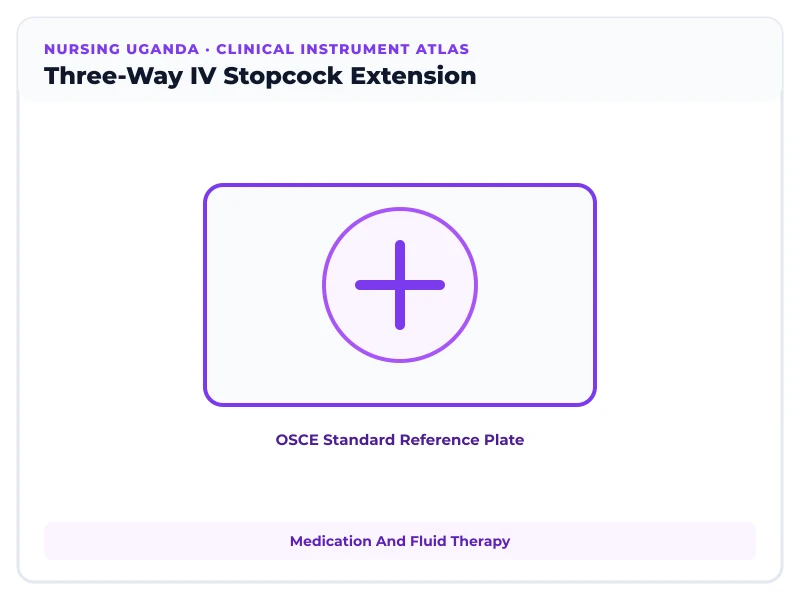 NURSING UGANDA · CLINICAL INSTRUMENT ATLAS
Three-Way IV Stopcock Extension
OSCE Standard Reference Plate
Medication And Fluid Therapy